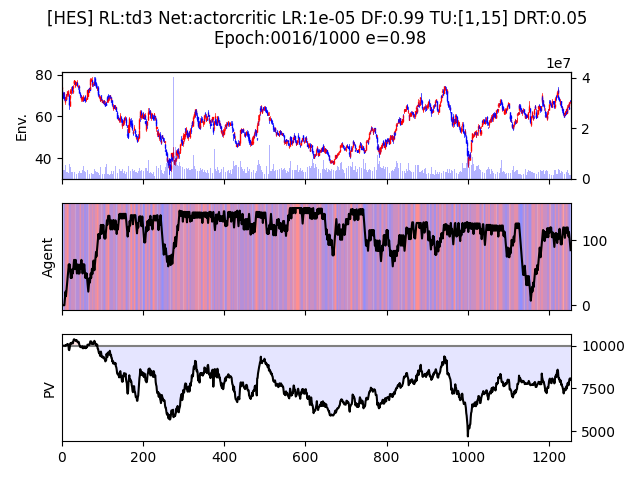 [HES] RL:td3 Net:actorcritic LR:1e-05 DF:0.99 TU:[1,15] DRT:0.05
Epoch:0016/1000 e=0.98
1e7
80
60
40
Env.
4
2
0
Agent
100
0
PV
10000
7500
5000
0 200 400 600 800 1000 1200